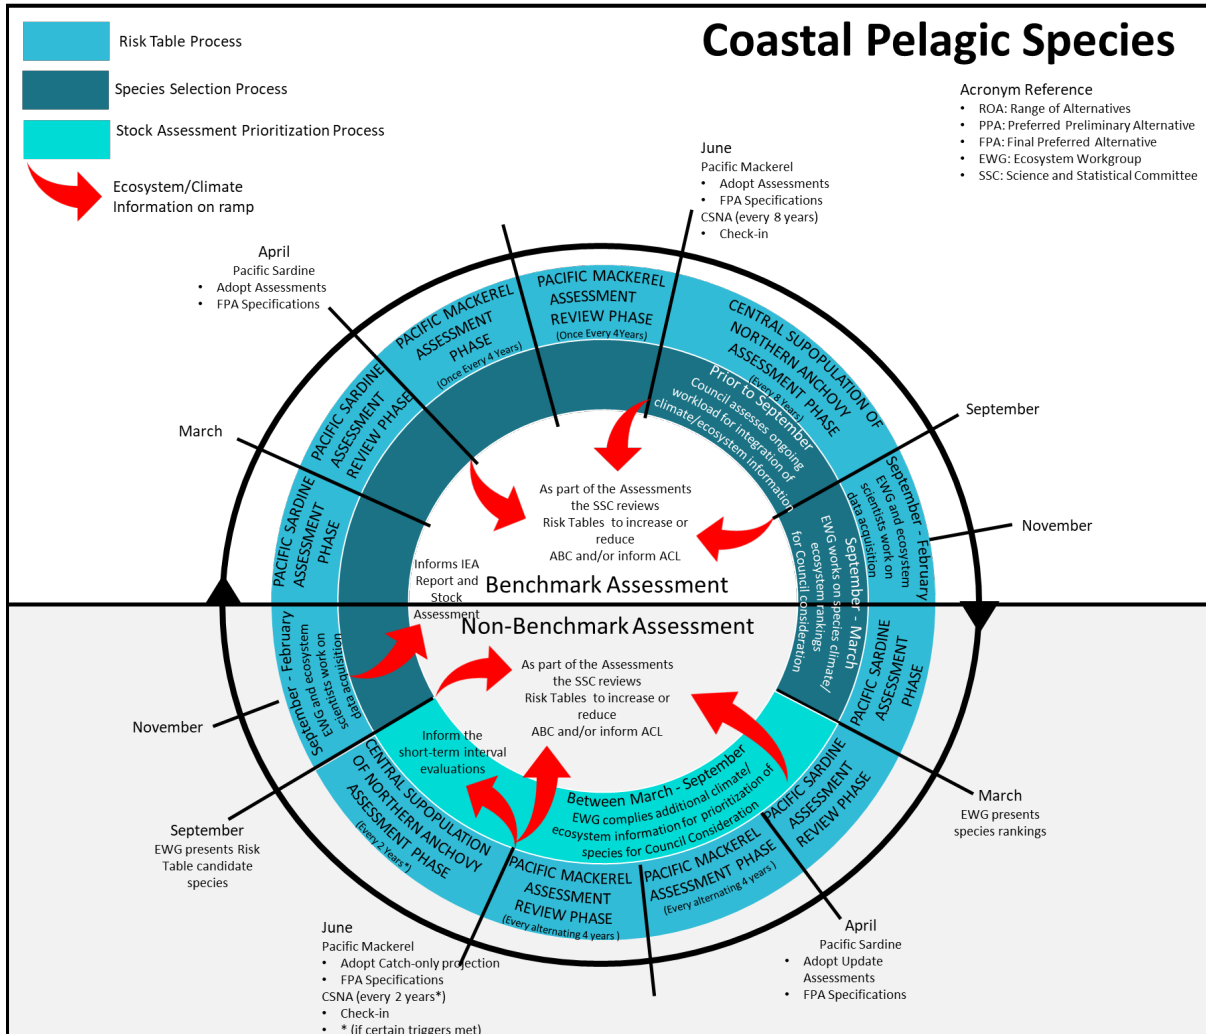 Coastal Pelagic Species
Risk Table Process
Species Selection Process
Stock Assessment Prioritization Process
Ecosystem/Climate
Information on ramp
Acronym Reference
• ROA: Range of Alternatives
• PPA: Preferred Preliminary Alternative
• FPA: Final Preferred Alternative
• EWG: Ecosystem Workgroup
• SSC: Science and Statistical Committee
June
Pacific Mackerel
• Adopt Assessments
• FPA Specifications
CSNA (every 8 years)
• Check-in
April
Pacific Sardine
• Adopt Assessments
• FPA Specifications
March
September
November
PACIFIC SARDINE
ASSESSMENT
PHASE
PACIFIC SARDINE
ASSESSMENT
REVIEW PHASE
PACIFIC MACKEREL
ASSESSMENT
PHASE
(Once Every 4 Years)
PACIFIC MACKEREL
ASSESSMENT
REVIEW PHASE
(Once Every 4Years)
CENTRAL SUPOPULATION OF
NORTHERN ANCHOVY
ASSESSMENT PHASE
(Every 8 Years)
Prior to September
Council assesses ongoing
workload for integration of
climate/ecosystem information
September - February
EWG and ecosystem
scientists work on
data acquisition
September - March
EWG works on species climate/
ecosystem rankings
for Council consideration
As part of the Assessments
the SSC reviews
Risk Tables to increase or
reduce
ABC and/or inform ACL
Benchmark Assessment
Informs IEA
Report and
Stock
Assessment
Non-Benchmark Assessment
As part of the Assessments
the SSC reviews
Risk Tables to increase or
reduce
ABC and/or inform ACL
Inform the
short-term interval
evaluations
Between March - September
EWG complies additional climate/
ecosystem information for prioritization of
species for Council Consideration
PACIFIC SARDINE
ASSESSMENT
PHASE
PACIFIC SARDINE
ASSESSMENT
REVIEW PHASE
PACIFIC MACKEREL
ASSESSMENT PHASE
(Every alternating 4 years )
PACIFIC MACKEREL
ASSESSMENT
REVIEW PHASE
(Every alternating 4 years )
CENTRAL SUPOPULATION
OF NORTHERN ANCHOVY
ASSESSMENT PHASE
(Every 2 Years*)
September - February
EWG and ecosystem
scientists work on
data acquisition
November
September
EWG presents Risk
Table candidate
species
June
Pacific Mackerel
• Adopt Catch-only projection
• FPA Specifications
CSNA (every 2 years*)
• Check-in
• * (if certain triggers met)
April
Pacific Sardine
• Adopt Update
Assessments
• FPA Specifications
March
EWG presents
species rankings